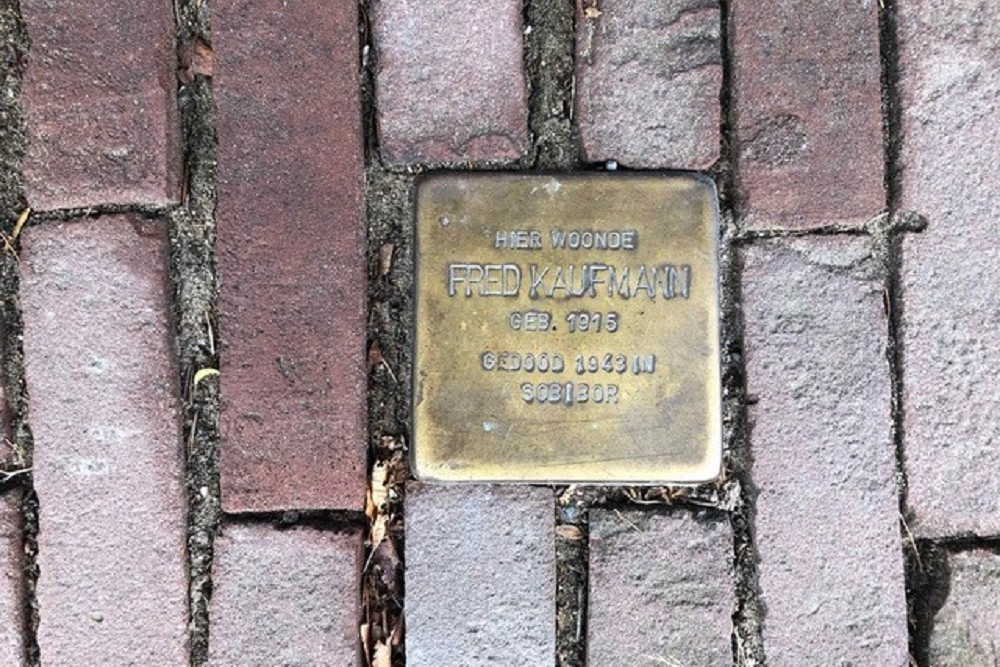 HIER WOONDE
FRED KAUFMANN
GEB. 1915
GEDOOD 1943 IN
SOBIBOR